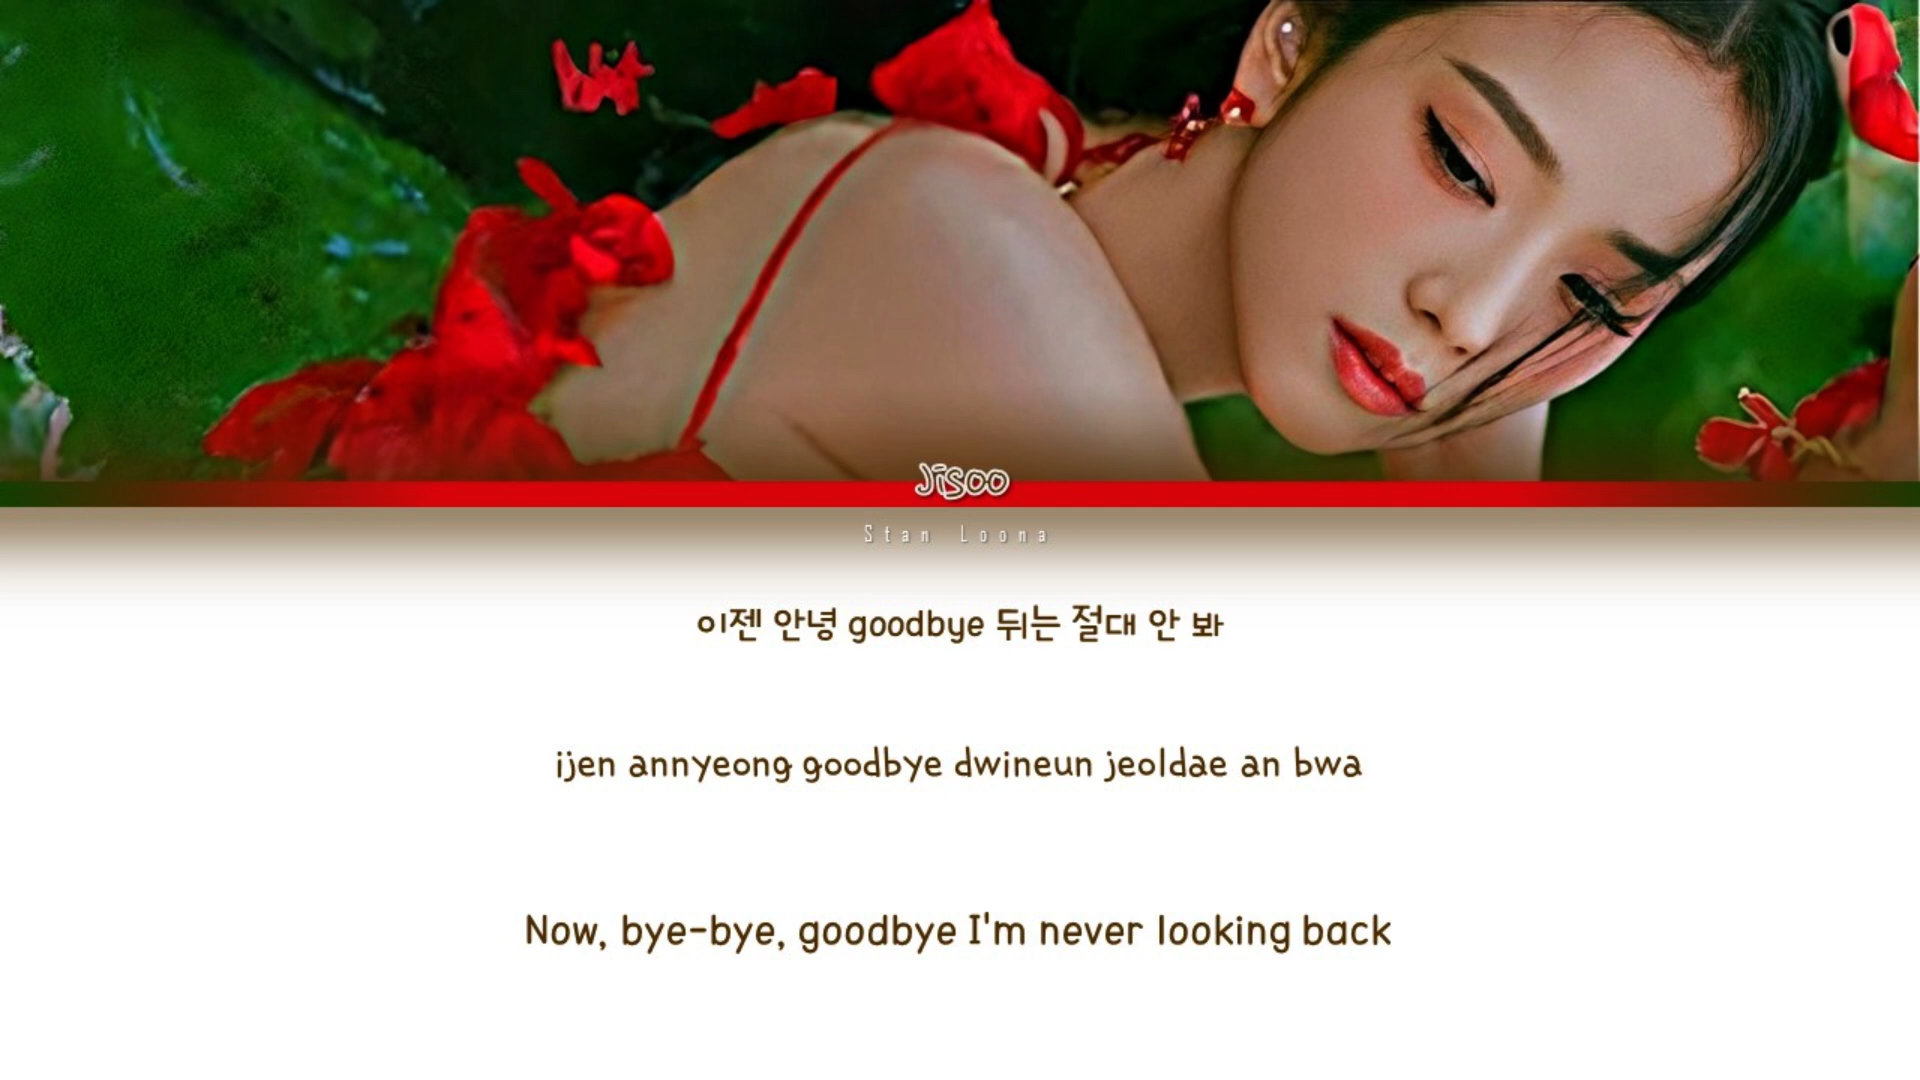 Jisoo
Stan Loona
이젠 안녕 goodbye 뒤는 절대 안 봐
ijen annyeong goodbye dwineun jeoldae an bwa
Now, bye-bye, goodbye I'm never looking back